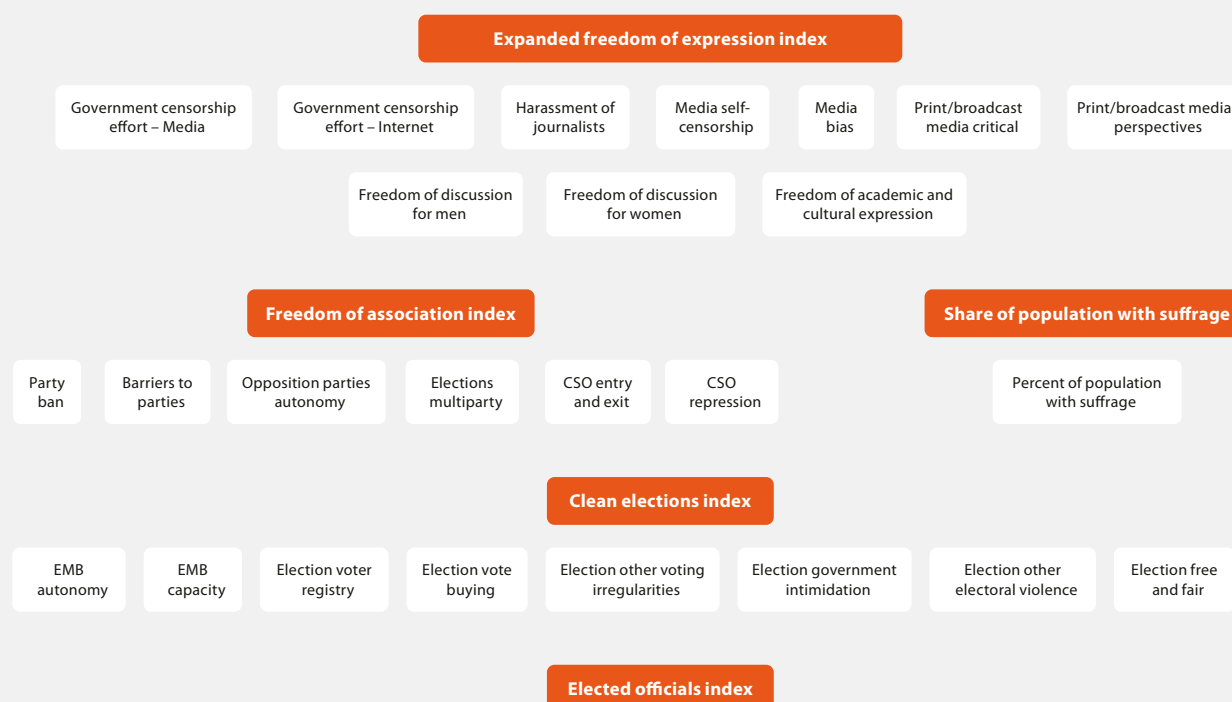 Expanded freedom of expression index
Government censorship
effort – Media
Government censorship
effort – Internet
Harassment of
journalists
Media self-
censorship
Media
bias
Print/broadcast
media critical
Print/broadcast media
perspectives
Freedom of discussion
for men
Freedom of discussion
for women
Freedom of academic and
cultural expression
Freedom of association index
Share of population with suffrage
Party
ban
Barriers to
parties
Opposition parties
autonomy
Elections
multiparty
CSO entry
and exit
CSO
repression
Percent of population
with suffrage
Clean elections index
EMB
autonomy
EMB
capacity
Election voter
registry
Election vote
buying
Election other voting
irregularities
Election government
intimidation
Election other
electoral violence
Election free
and fair
Elected officials index